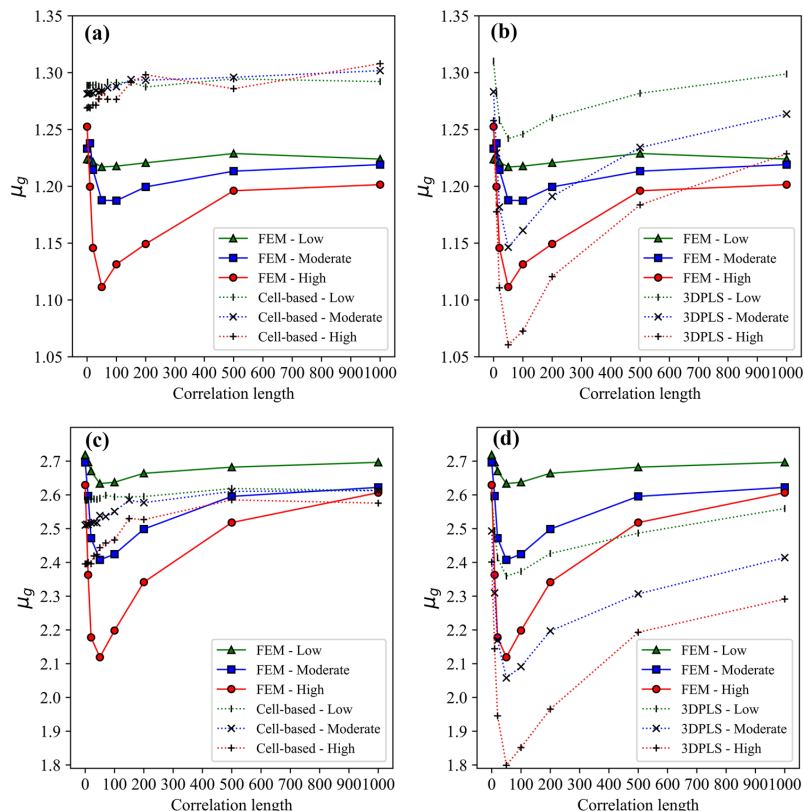 (a)
1.35
1.30
1.25
1.20
1.15
1.10
1.05
μg
FEM - Low
FEM - Moderate
FEM - High
Cell-based - Low
Cell-based - Moderate
Cell-based - High
0 100 200 300 400 500 600 700 800 900 1000
Correlation length
(b)
1.35
1.30
1.25
1.20
1.15
1.10
1.05
μg
FEM - Low
FEM - Moderate
FEM - High
3DPLS - Low
3DPLS - Moderate
3DPLS - High
0 100 200 300 400 500 600 700 800 9001000
Correlation length
(c)
2.7
2.6
2.5
2.4
2.3
2.2
2.1
2.0
1.9
1.8
μg
FEM - Low
FEM - Moderate
FEM - High
Cell-based - Low
Cell-based - Moderate
Cell-based - High
0 100 200 300 400 500 600 700 800 9001000
Correlation length
(d)
2.7
2.6
2.5
2.4
2.3
2.2
2.1
2.0
1.9
1.8
μg
FEM - Low
FEM - Moderate
FEM - High
3DPLS - Low
3DPLS - Moderate
3DPLS - High
0 100 200 300 400 500 600 700 800 9001000
Correlation length